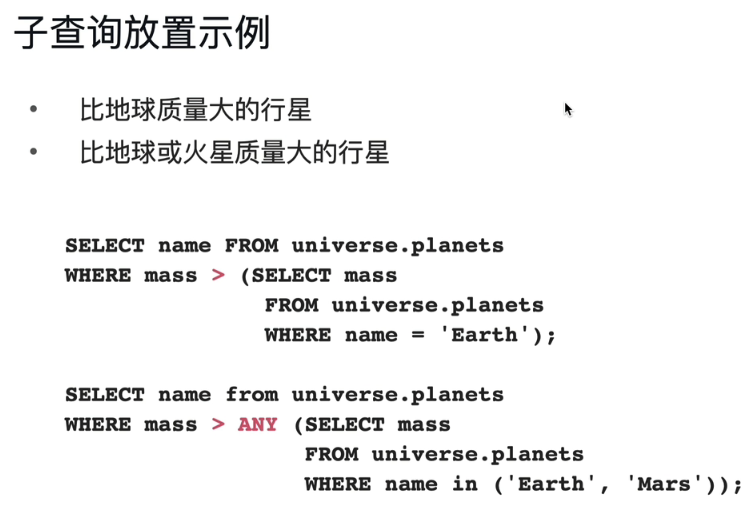 子查询放置示例
• 比地球质量大的行星
• 比地球或火星质量大的行星
SELECT name FROM universe.planets
WHERE mass > (SELECT mass
FROM universe.planets
WHERE name = 'Earth');
SELECT name from universe.planets
WHERE mass > ANY (SELECT mass
FROM universe.planets
WHERE name in ('Earth', 'Mars'));